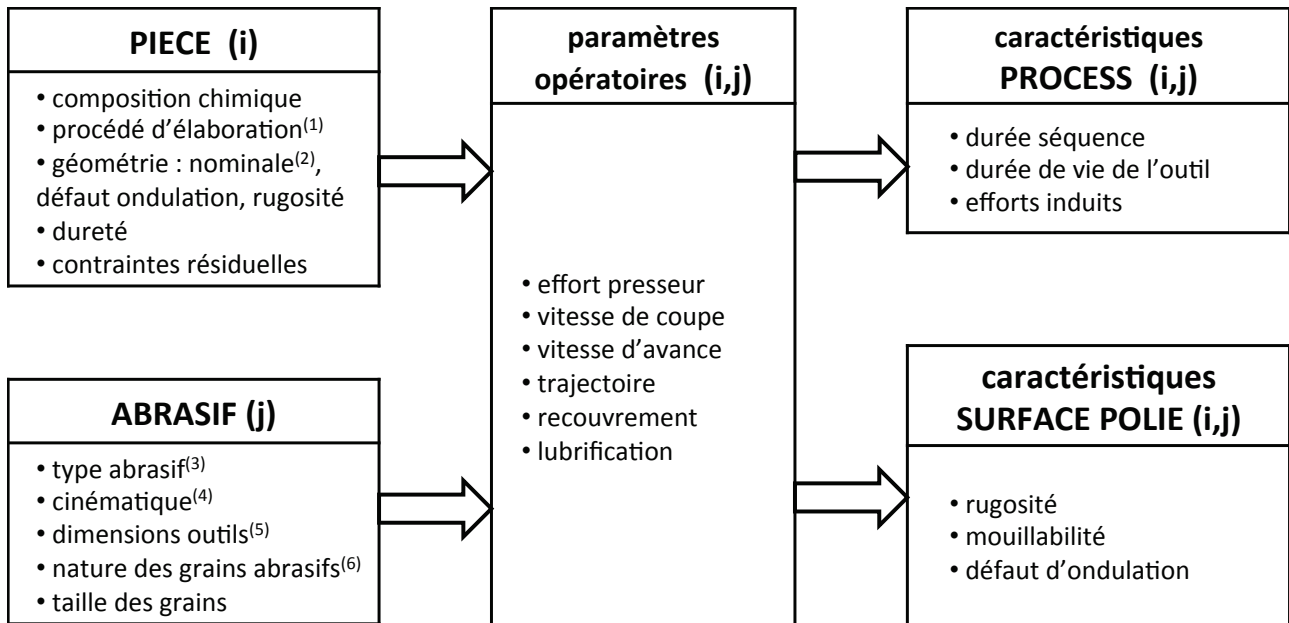 PIECE (i)
• composition chimique
• procédé d’élaboration(1)
• géométrie : nominale(2),
défaut ondulation, rugosité
• dureté
• contraintes résiduelles
ABRASIF (j)
• type abrasif(3)
• cinématique(4)
• dimensions outils(5)
• nature des grains abrasifs(6)
• taille des grains
paramètres
opératoires (i,j)
• effort presseur
• vitesse de coupe
• vitesse d’avance
• trajectoire
• recouvrement
• lubrification
caractéristiques
PROCESS (i,j)
• durée séquence
• durée de vie de l’outil
• efforts induits
caractéristiques
SURFACE POLIE (i,j)
• rugosité
• mouillabilité
• défaut d’ondulation